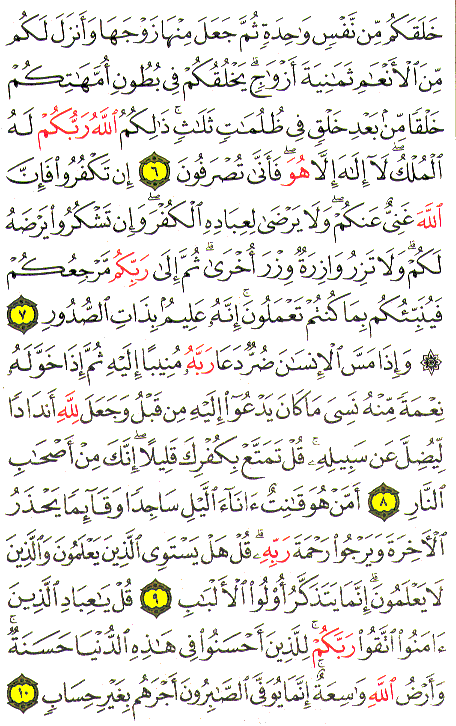 خَلَقَكُم مِّن نَّفْسٍ وَٰحِدَةٍ ثُمَّ جَعَلَ مِنْهَا زَوْجَهَا وَأَنزَلَ لَكُم
مِّنَ ٱلْأَنْعَٰمِ ثَمَٰنِيَةَ أَزْوَٰجٍ ۚ يَخْلُقُكُمْ فِى بُطُونِ أُمَّهَٰتِكُمْ
خَلْقًا مِّنۢ بَعْدِ خَلْقٍ فِى ظُلُمَٰتٍ ثَلَٰثٍ ۚ ذَٰلِكُمُ ٱللَّهُ رَبُّكُمْ لَهُ
ٱلْمُلْكُ ۖ لَآ إِلَٰهَ إِلَّا هُوَ ۖ فَأَنَّىٰ تُصْرَفُونَ ٦ إِن تَكْفُرُوا۟ فَإِنَّ
ٱللَّهَ غَنِىٌّ عَنكُمْ ۖ وَلَا يَرْضَىٰ لِعِبَادِهِ ٱلْكُفْرَ ۖ وَإِن تَشْكُرُوا۟ يَرْضَهُ
لَكُمْ ۗ وَلَا تَزِرُ وَازِرَةٌ وِزْرَ أُخْرَىٰ ۗ ثُمَّ إِلَىٰ رَبِّكُم مَّرْجِعُكُمْ
فَيُنَبِّئُكُم بِمَا كُنتُمْ تَعْمَلُونَ ۚ إِنَّهُۥ عَلِيمٌۢ بِذَاتِ ٱلصُّدُورِ ٧
۞ وَإِذَا مَسَّ ٱلْإِنسَٰنَ ضُرٌّ دَعَا رَبَّهُۥ مُنِيبًا إِلَيْهِ ثُمَّ إِذَا خَوَّلَهُۥ
نِعْمَةً مِّنْهُ نَسِىَ مَا كَانَ يَدْعُوٓا۟ إِلَيْهِ مِن قَبْلُ وَجَعَلَ لِلَّهِ أَندَادًا
لِّيُضِلَّ عَن سَبِيلِهِۦ ۚ قُلْ تَمَتَّعْ بِكُفْرِكَ قَلِيلًا ۖ إِنَّكَ مِنْ أَصْحَٰبِ
ٱلنَّارِ ٨ أَمَّنْ هُوَ قَٰنِتٌ ءَانَآءَ ٱلَّيْلِ سَاجِدًا وَقَآئِمًا يَحْذَرُ
ٱلْأَخِرَةَ وَيَرْجُوا۟ رَحْمَةَ رَبِّهِۦ ۗ قُلْ هَلْ يَسْتَوِى ٱلَّذِينَ يَعْلَمُونَ وَٱلَّذِينَ
لَا يَعْلَمُونَ ۗ إِنَّمَا يَتَذَكَّرُ أُو۟لُوا۟ ٱلْأَلْبَٰبِ ٩ قُلْ يَٰعِبَادِ ٱلَّذِينَ
ءَامَنُوا۟ ٱتَّقُوا۟ رَبَّكُمْ ۚ لِلَّذِينَ أَحْسَنُوا۟ فِى هَٰذِهِ ٱلدُّنْيَا حَسَنَةٌ ۗ
وَأَرْضُ ٱللَّهِ وَٰسِعَةٌ ۗ إِنَّمَا يُوَفَّى ٱلصَّٰبِرُونَ أَجْرَهُم بِغَيْرِ حِسَابٍ ١٠